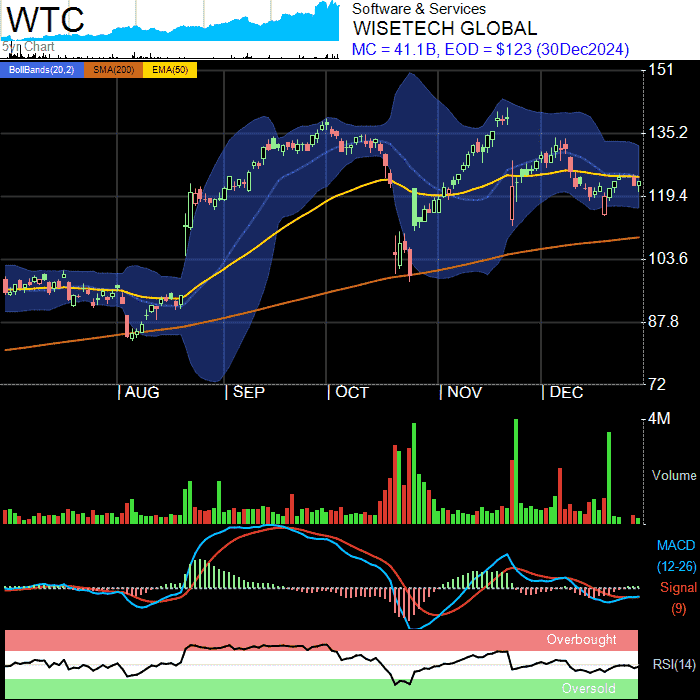 WTC
5yr Chart
Software & Services
WISETECH GLOBAL
MC = 41.1B, EOD = $123 (30Dec2024)
BollBands(20,2) SMA(200) EMA(50)
151
135.2
119.4
103.6
87.8
72
AUG SEP OCT NOV DEC
4M
Volume
MACD
(12-26)
Signal
(9)
Overbought
RSI(14)
Oversold